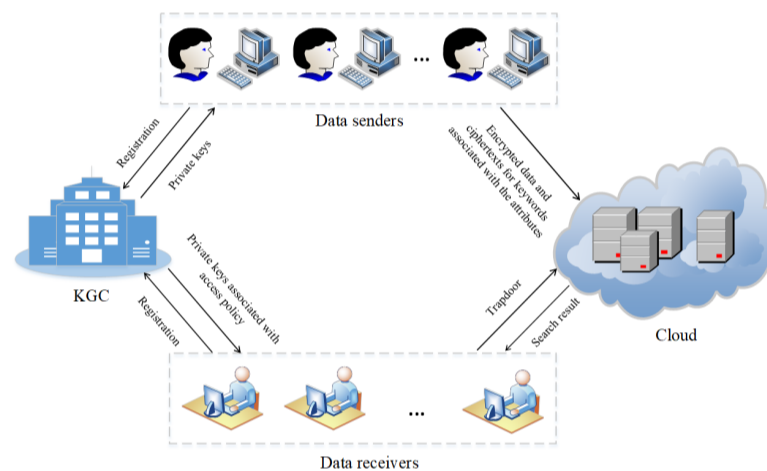 ...
Data senders
Registration
Private keys
Encrypted data and
ciphertexts for keywords
associated with the attributes
KGC
Private keys associated with
access policy
Registration
Trapdoor
Search result
Cloud
...
Data receivers